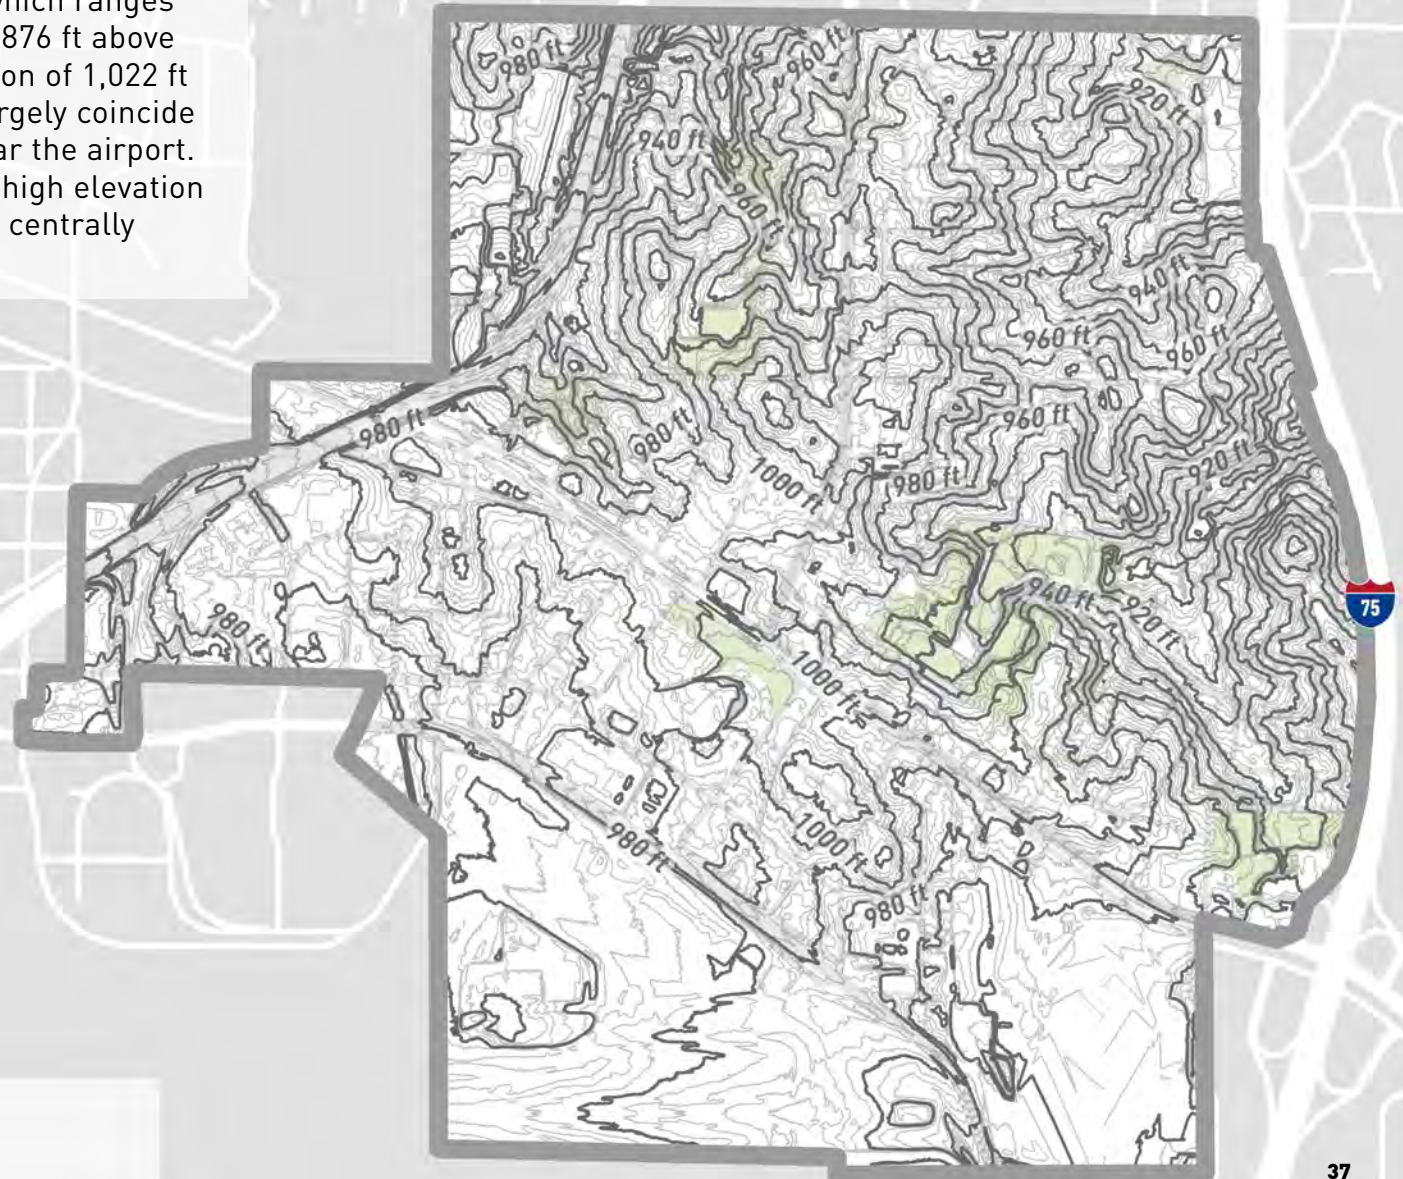 which ranges
876 ft above
on of 1,022 ft
rgely coincide
ar the airport.
high elevation
centrally
980 ft
960 ft
920 ft
940 ft
960 ft
940 ft
960 ft
960 ft
980 ft
960 ft
980 ft
1000 ft
980 ft
920 ft
940 ft
920 ft
75
980 ft
1000 ft
980 ft
1000 ft
980 ft
37